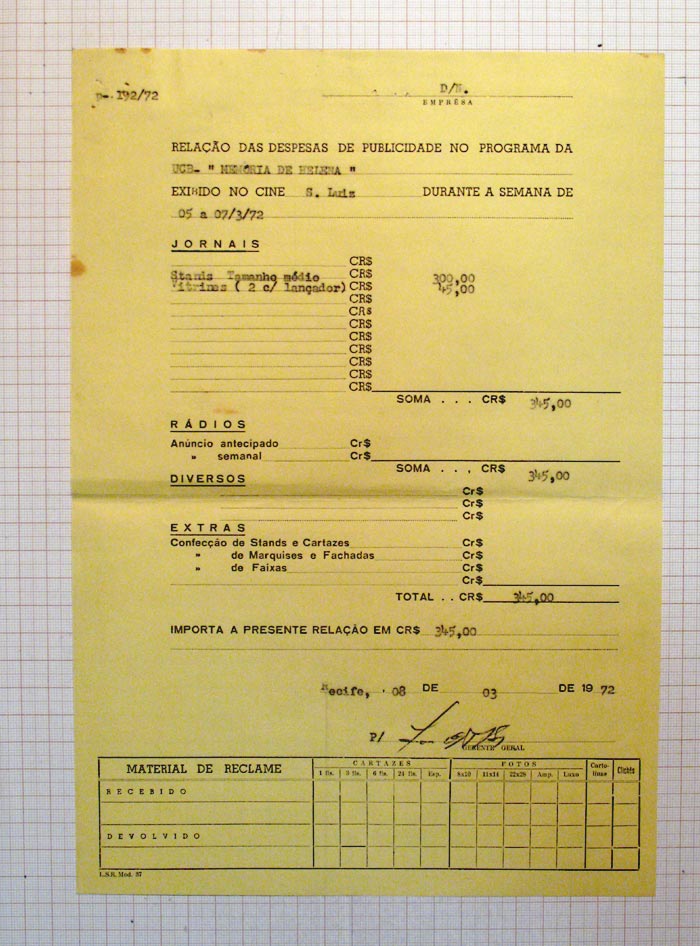 p-. 192/72
D/N.
EMPRÊSA
RELAÇÃO DAS DESPESAS DE PUBLICIDADE NO PROGRAMA DA
UCB- " MEMÓRIA DE HELENA "
EXIBIDO NO CINE S. Luiz DURANTE A SEMANA DE
05 a 07/3/72
JORNAIS
CR$
Stands Tamanho médio CR$ 300,00
Vitrines ( 2 c/ lançador) CR$ 45,00
CR$
CR$
CR$
CR$
CR$
CR$
CR$
CR$
SOMA . . . CR$ 345,00
RÁDIOS
Anúncio antecipado Cr$
» semanal Cr$
SOMA . . , CR$ 345,00
DIVERSOS
Cr$
Cr$
Cr$
EXTRAS
Confecção de Stands e Cartazes Cr$
» de Marquises e Fachadas Cr$
» de Faixas Cr$
Cr$
TOTAL . . CR$ 345,00
IMPORTA A PRESENTE RELAÇÃO EM CR$ 345,00
Recife, 08 DE 03 DE 19 72
P/
GERENTE GERAL
MATERIAL DE RECLAME CARTAZES FOTOS Carto-linas Clichês
1 fls. 3 fls. 6 fls. 24 fls. Esp. 8x10 11x14 22x28 Amp. Luxo
RECEBIDO
DEVOLVIDO
L.S.R. Mod. 37